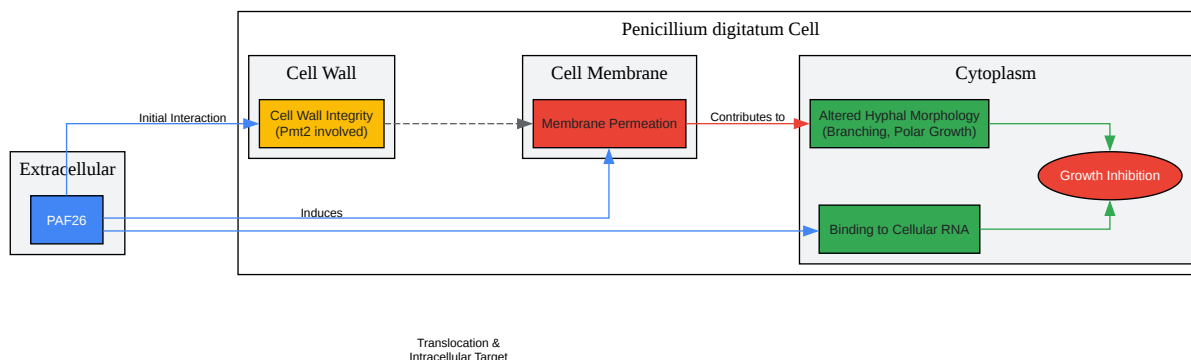 Penicillium digitatum Cell
Cell Wall
Cell Membrane
Cytoplasm
Initial Interaction
Cell Wall Integrity
(Pmt2 involved)
Membrane Permeation
Contributes to
Altered Hyphal Morphology
(Branching, Polar Growth)
Extracellular
Growth Inhibition
PAF26
Induces
Binding to Cellular RNA
Translocation &
Intracellular Target